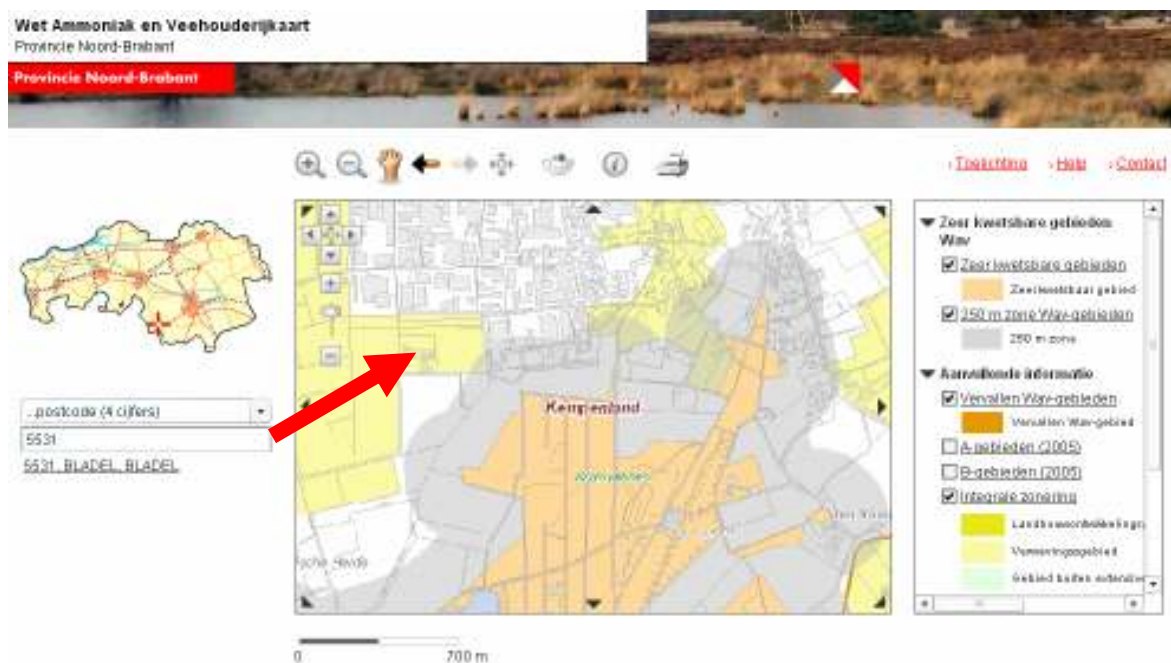 Wet Ammoniak en Veehouderijkaart
Provincie Noord-Brabant
Provincie Noord-Brabant
Toelichting
Help
Contact
...postcode (4 cijfers)
5531
5531, BLADEL, BLADEL
Kempenland
0
700 m
Zeer kwetsbare gebieden
Wav
Zeer kwetsbare gebieden
Zeer kwetsbaar gebied
250 m zone Wav-gebieden
250 m zone
Aanvullende informatie
Vervallen Wav-gebieden
Vervallen Wav-gebied
A-gebieden (2005)
B-gebieden (2005)
Integrale zonering
Verwevingsgebied
Gebied buiten